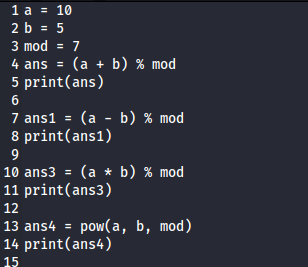 1 a = 10
2 b = 5
3 mod = 7
4 ans = (a + b) % mod
5 print(ans)
6
7 ans1 = (a - b) % mod
8 print(ans1)
9
10 ans3 = (a * b) % mod
11 print(ans3)
12
13 ans4 = pow(a, b, mod)
14 print(ans4)
15